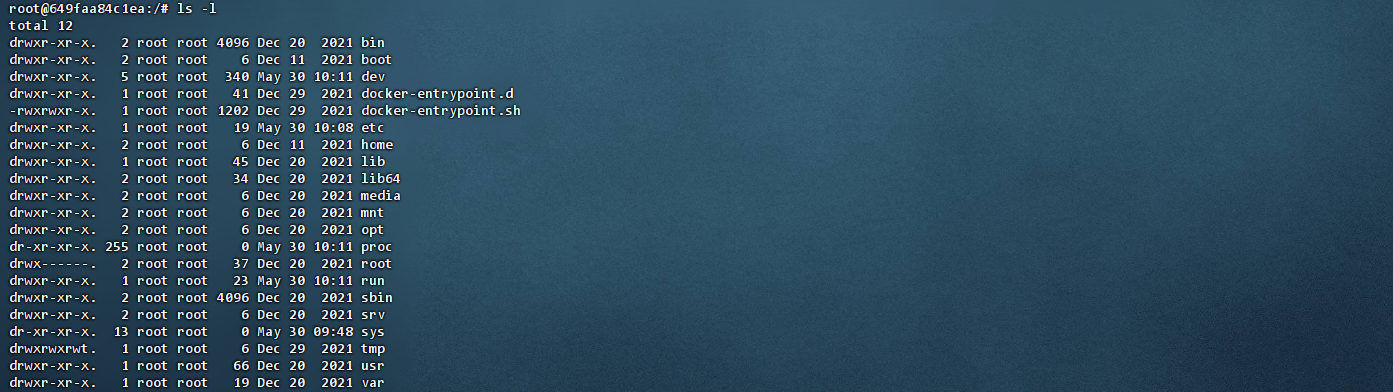 root@649faa84c1ea:/# ls -l
total 12
drwxr-xr-x.   2 root root 4096 Dec 20  2021 bin
drwxr-xr-x.   2 root root    6 Dec 11  2021 boot
drwxr-xr-x.   5 root root  340 May 30 10:11 dev
drwxr-xr-x.   1 root root   41 Dec 29  2021 docker-entrypoint.d
-rwxrwxr-x.   1 root root 1202 Dec 29  2021 docker-entrypoint.sh
drwxr-xr-x.   1 root root   19 May 30 10:08 etc
drwxr-xr-x.   2 root root    6 Dec 11  2021 home
drwxr-xr-x.   1 root root   45 Dec 20  2021 lib
drwxr-xr-x.   2 root root   34 Dec 20  2021 lib64
drwxr-xr-x.   2 root root    6 Dec 20  2021 media
drwxr-xr-x.   2 root root    6 Dec 20  2021 mnt
drwxr-xr-x.   2 root root    6 Dec 20  2021 opt
dr-xr-xr-x. 255 root root    0 May 30 10:11 proc
drwx------.   2 root root   37 Dec 20  2021 root
drwxr-xr-x.   1 root root   23 May 30 10:11 run
drwxr-xr-x.   2 root root 4096 Dec 20  2021 sbin
drwxr-xr-x.   2 root root    6 Dec 20  2021 srv
dr-xr-xr-x.  13 root root    0 May 30 09:48 sys
drwxrwxrwt.   1 root root    6 Dec 29  2021 tmp
drwxr-xr-x.   1 root root   66 Dec 20  2021 usr
drwxr-xr-x.   1 root root   19 Dec 20  2021 var